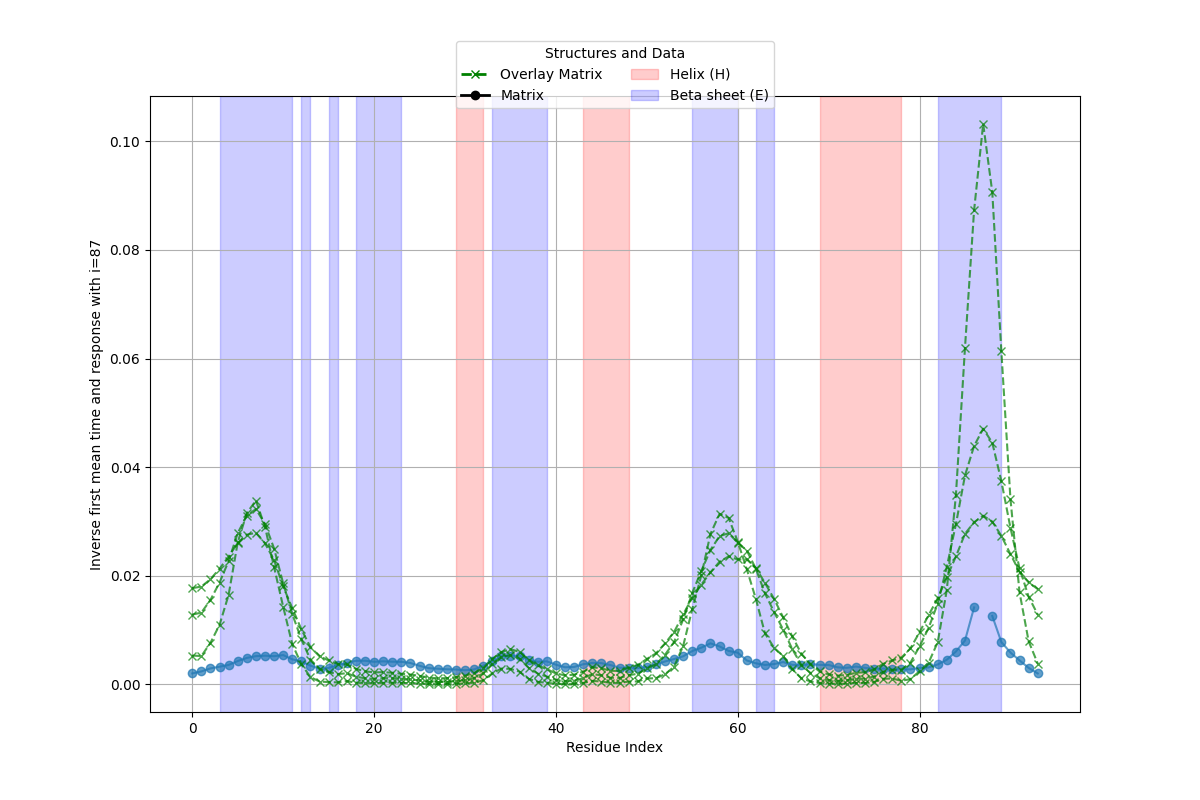 Structures and Data
Overlay Matrix Helix (H)
Matrix Beta sheet (E)
0.10
0.08
0.06
0.04
0.02
0.00
Inverse first mean time and response with i=87
0 20 40 60 80
Residue Index